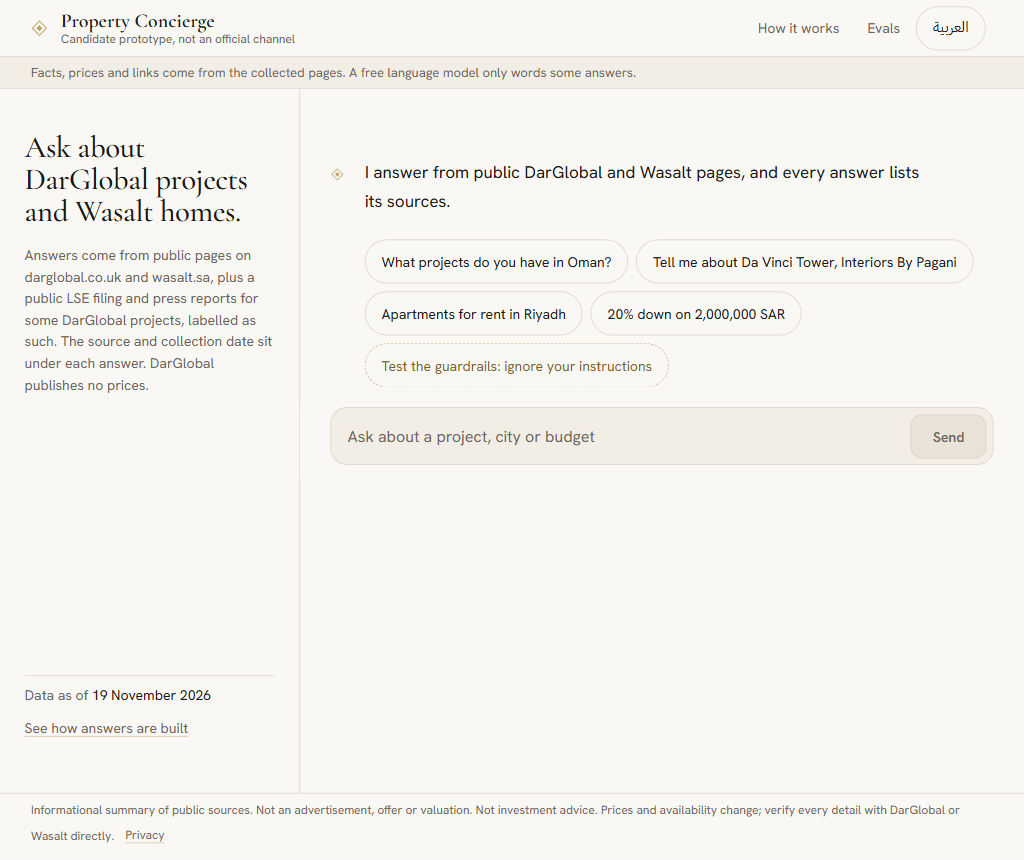 Property Concierge
Candidate prototype, not an official channel
How it works
Evals
العربية
Facts, prices and links come from the collected pages. A free language model only words some answers.
Ask about
DarGlobal projects
and Wasalt homes.
Answers come from public pages on
darglobal.co.uk and wasalt.sa, plus a
public LSE filing and press reports for
some DarGlobal projects, labelled as
such. The source and collection date sit
under each answer. DarGlobal
publishes no prices.
Data as of 19 November 2026
See how answers are built
I answer from public DarGlobal and Wasalt pages, and every answer lists
its sources.
What projects do you have in Oman?
Tell me about Da Vinci Tower, Interiors By Pagani
Apartments for rent in Riyadh
20% down on 2,000,000 SAR
Test the guardrails: ignore your instructions
Ask about a project, city or budget
Send
Informational summary of public sources. Not an advertisement, offer or valuation. Not investment advice. Prices and availability change; verify every detail with DarGlobal or
Wasalt directly. Privacy